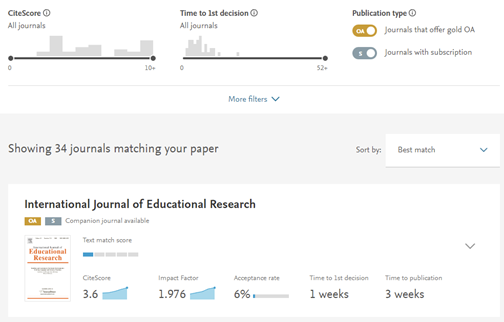 CiteScore
All journals
0 10+
Time to 1st decision
All journals
0 52+
Publication type
OA Journals that offer gold OA
S Journals with subscription
More filters
Showing 34 journals matching your paper
Sort by: Best match
International Journal of Educational Research
OA S Companion journal available
Educational
Research
Text match score
CiteScore
3.6
Impact Factor
1.976
Acceptance rate
6%
Time to 1st decision
1 weeks
Time to publication
3 weeks